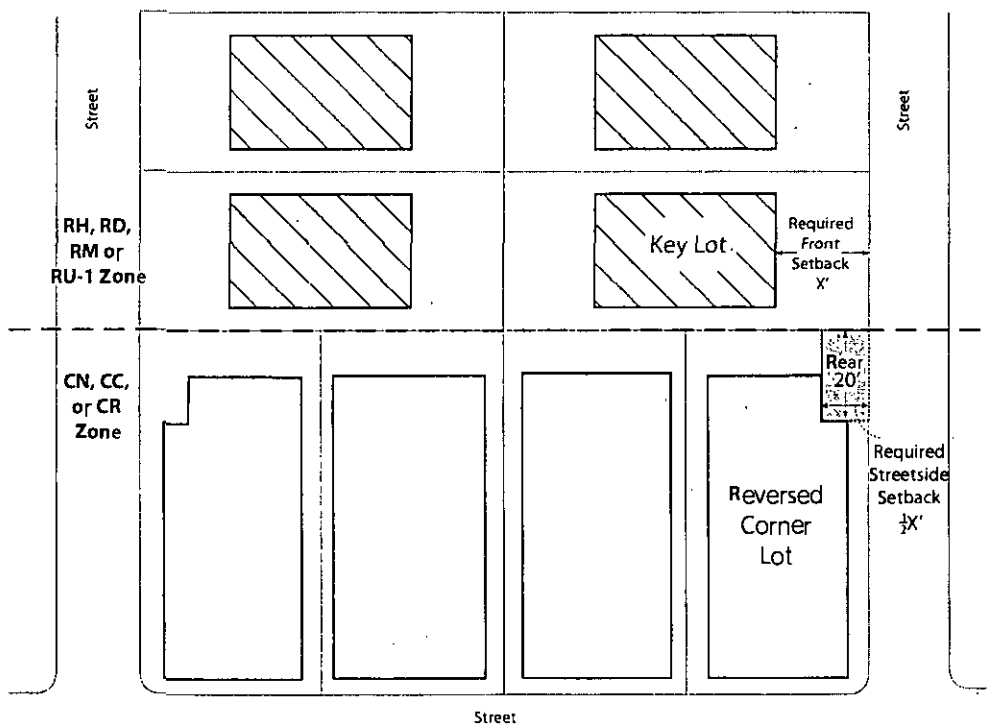 Street
Street
RH, RD,
RM or
RU-1 Zone
Key Lot
Required
Front
Setback
X'
CN, CC,
or CR
Zone
Rear
20'
Required
Streetside
Setback
½X'
Reversed
Corner
Lot
Street